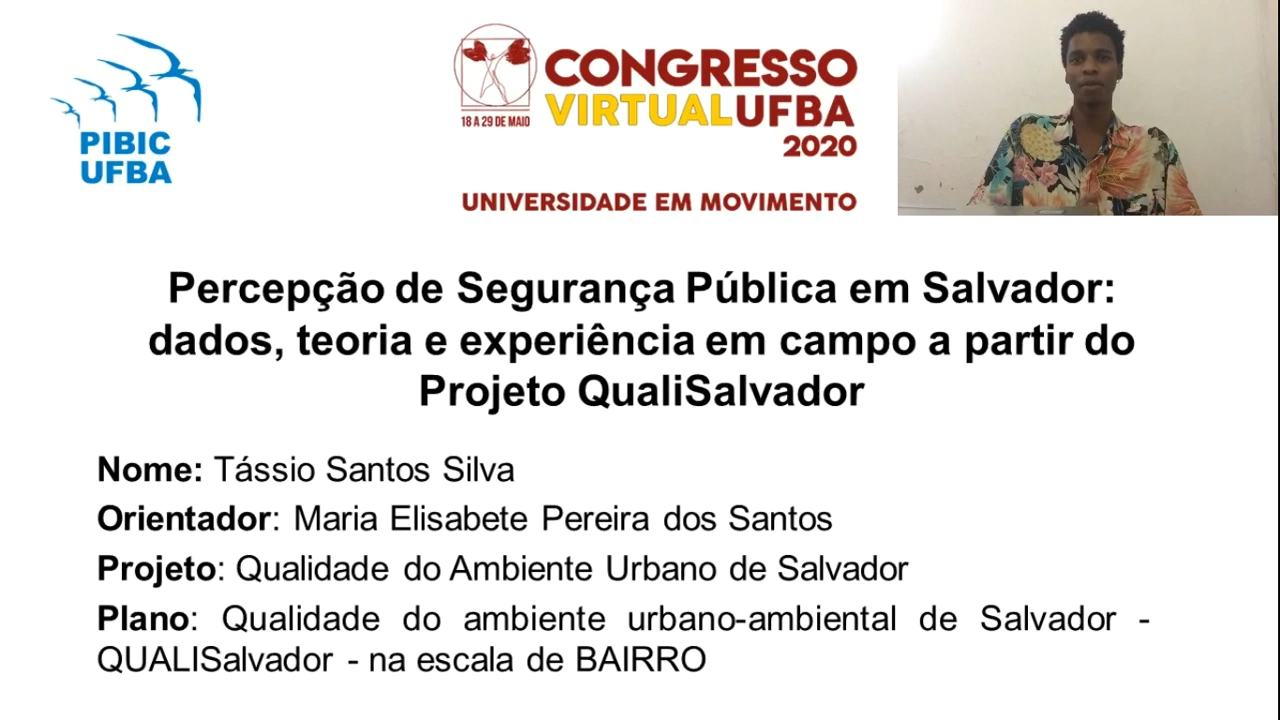 PIBIC
UFBA
18 A 29 DE MAIO
CONGRESSO
VIRTUALUFBA
2020
UNIVERSIDADE EM MOVIMENTO
Percepção de Segurança Pública em Salvador:
dados, teoria e experiência em campo a partir do
Projeto QualiSalvador
Nome: Tássio Santos Silva
Orientador: Maria Elisabete Pereira dos Santos
Projeto: Qualidade do Ambiente Urbano de Salvador
Plano: Qualidade do ambiente urbano-ambiental de Salvador -
QUALISalvador - na escala de BAIRRO